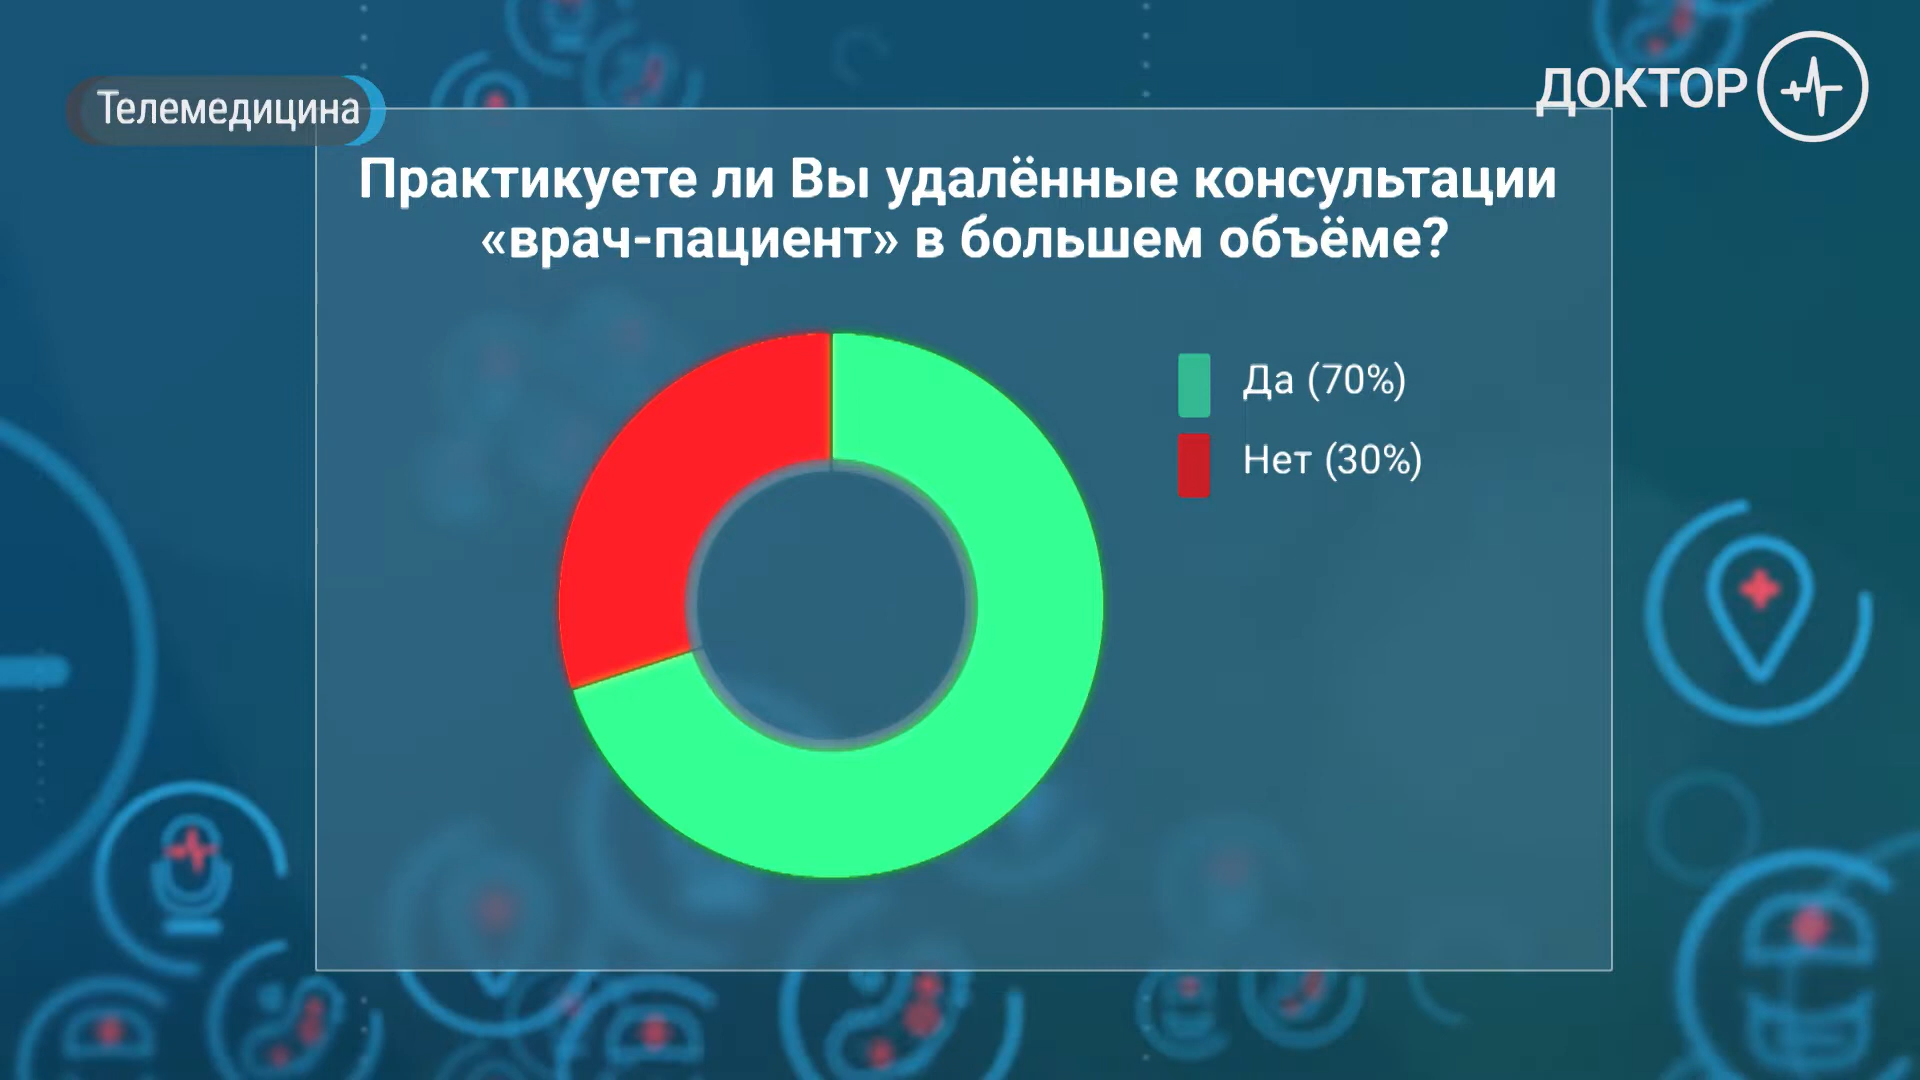 Телемедицина
ДОКТОР
Практикуете ли Вы удалённые консультации
«врач-пациент» в большем объёме?
Да (70%)
Нет (30%)